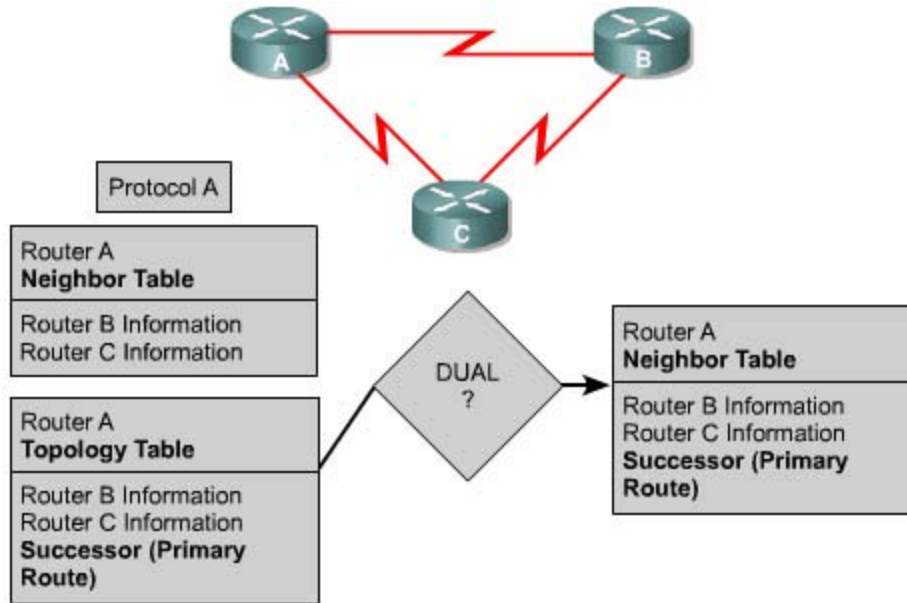 A
B
C
Protocol A
Router A
Neighbor Table
Router B Information
Router C Information
DUAL
?
Router A
Neighbor Table
Router B Information
Router C Information
Successor (Primary
Route)
Router A
Topology Table
Router B Information
Router C Information
Successor (Primary
Route)